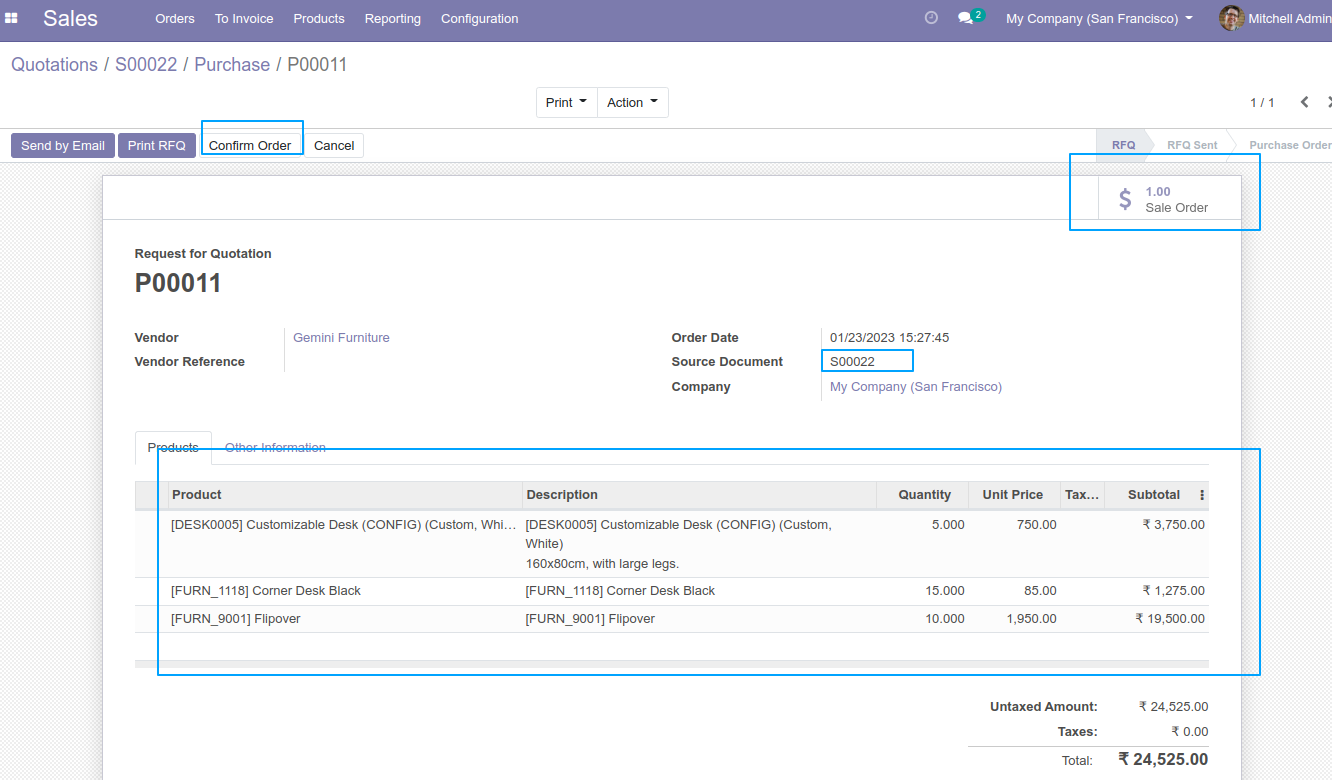 Sales Orders To Invoice Products Reporting Configuration 2 My Company (San Francisco) Mitchell Admin
Quotations / S00022 / Purchase / P00011
Print Action 1 / 1
Send by Email Print RFQ Confirm Order Cancel RFQ RFQ Sent Purchase Order
$ 1.00
Sale Order
Request for Quotation
P00011
Vendor Gemini Furniture Order Date 01/23/2023 15:27:45
Vendor Reference Source Document S00022
Company My Company (San Francisco)
Products Other Information
Product Description Quantity Unit Price Tax... Subtotal
[DESK0005] Customizable Desk (CONFIG) (Custom, Whi... [DESK0005] Customizable Desk (CONFIG) (Custom, 5.000 750.00 ₹ 3,750.00
White)
160x80cm, with large legs.
[FURN_1118] Corner Desk Black [FURN_1118] Corner Desk Black 15.000 85.00 ₹ 1,275.00
[FURN_9001] Flipover [FURN_9001] Flipover 10.000 1,950.00 ₹ 19,500.00
Untaxed Amount: ₹ 24,525.00
Taxes: ₹ 0.00
Total: ₹ 24,525.00